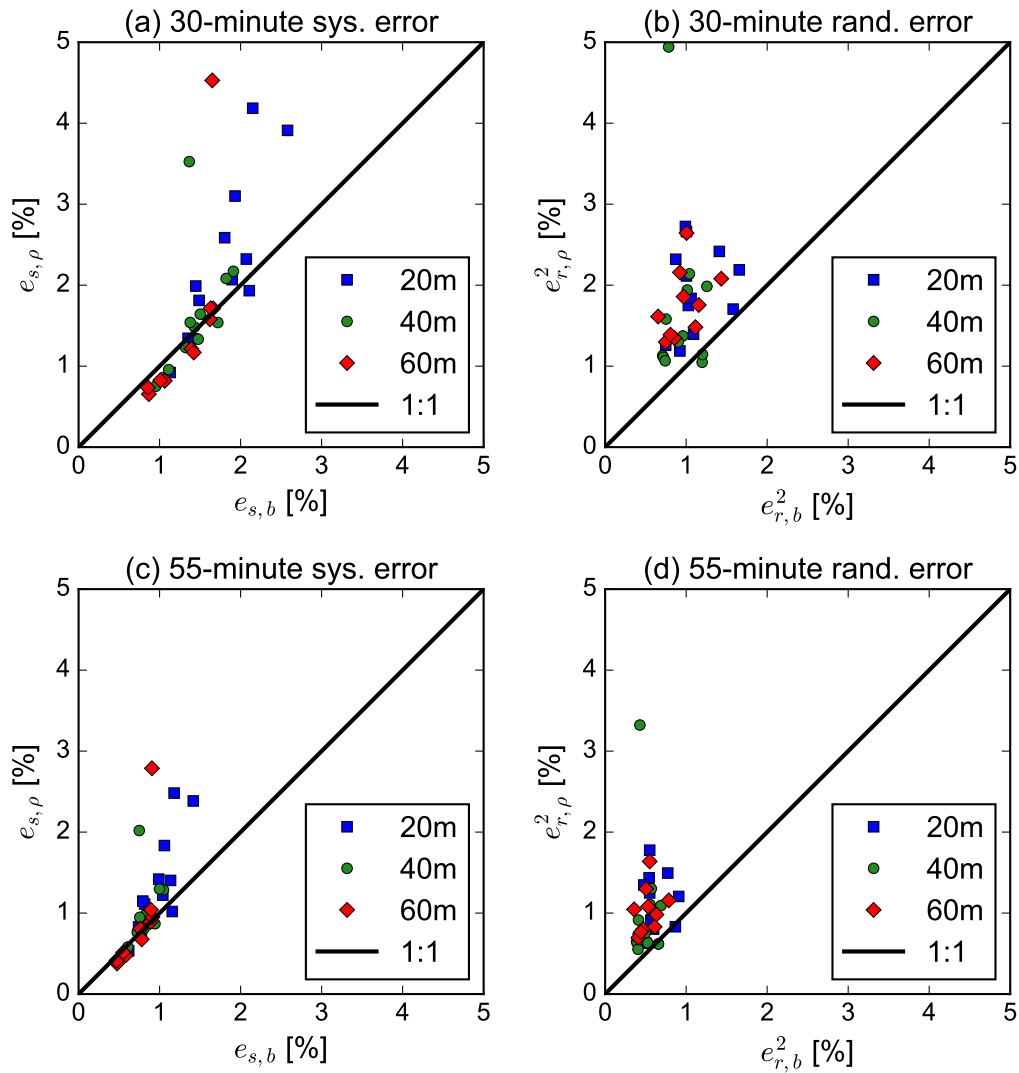 (a) 30-minute sys. error
5
4
3
2
1
0
e_{s,ρ} [%]
20m
40m
60m
1:1
0 1 2 3 4 5
e_{s,b} [%]
(b) 30-minute rand. error
5
4
3
2
1
0
e^2_{r,ρ} [%]
20m
40m
60m
1:1
0 1 2 3 4 5
e^2_{r,b} [%]
(c) 55-minute sys. error
5
4
3
2
1
0
e_{s,ρ} [%]
20m
40m
60m
1:1
0 1 2 3 4 5
e_{s,b} [%]
(d) 55-minute rand. error
5
4
3
2
1
0
e^2_{r,ρ} [%]
20m
40m
60m
1:1
0 1 2 3 4 5
e^2_{r,b} [%]